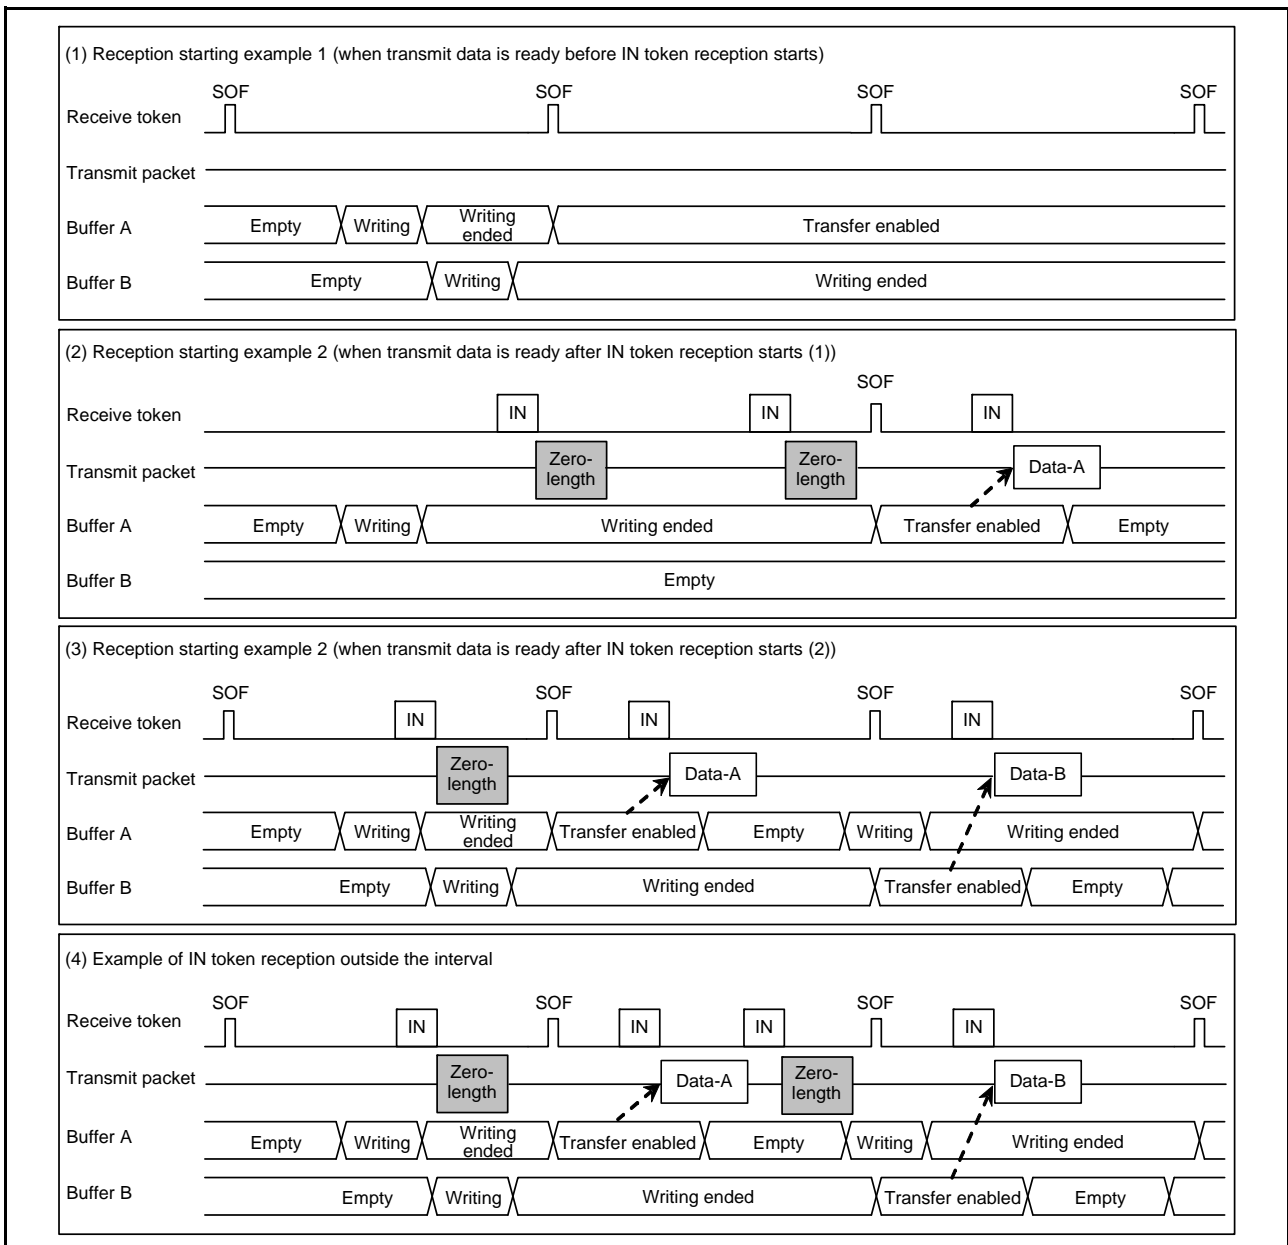 (1) Reception starting example 1 (when transmit data is ready before IN token reception starts)
SOF SOF SOF SOF
Receive token
Transmit packet
Buffer A Empty Writing Writing ended Transfer enabled
Buffer B Empty Writing Writing ended
(2) Reception starting example 2 (when transmit data is ready after IN token reception starts (1))
SOF
Receive token IN IN IN
Transmit packet Zero-length Zero-length Data-A
Buffer A Empty Writing Writing ended Transfer enabled Empty
Buffer B Empty
(3) Reception starting example 2 (when transmit data is ready after IN token reception starts (2))
SOF SOF SOF SOF
Receive token IN IN IN
Transmit packet Zero-length Data-A Data-B
Buffer A Empty Writing Writing ended Transfer enabled Empty Writing Writing ended
Buffer B Empty Writing Writing ended Transfer enabled Empty
(4) Example of IN token reception outside the interval
SOF SOF SOF SOF
Receive token IN IN IN IN
Transmit packet Zero-length Data-A Zero-length Data-B
Buffer A Empty Writing Writing ended Transfer enabled Empty Writing Writing ended
Buffer B Empty Writing Writing ended Transfer enabled Empty